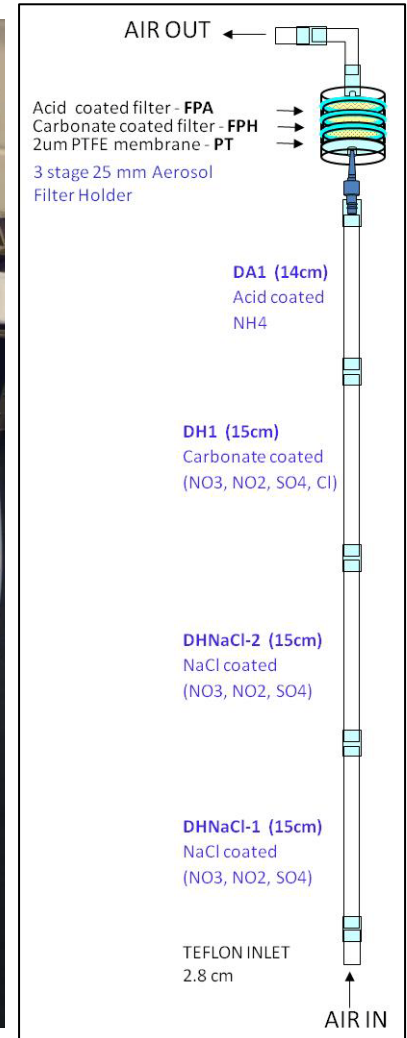 AIR OUT
Acid coated filter - FPA
Carbonate coated filter - FPH
2um PTFE membrane - PT
3 stage 25 mm Aerosol
Filter Holder
DA1 (14cm)
Acid coated
NH4
DH1 (15cm)
Carbonate coated
(NO3, NO2, SO4, Cl)
DHNaCl-2 (15cm)
NaCl coated
(NO3, NO2, SO4)
DHNaCl-1 (15cm)
NaCl coated
(NO3, NO2, SO4)
TEFLON INLET
2.8 cm
AIR IN